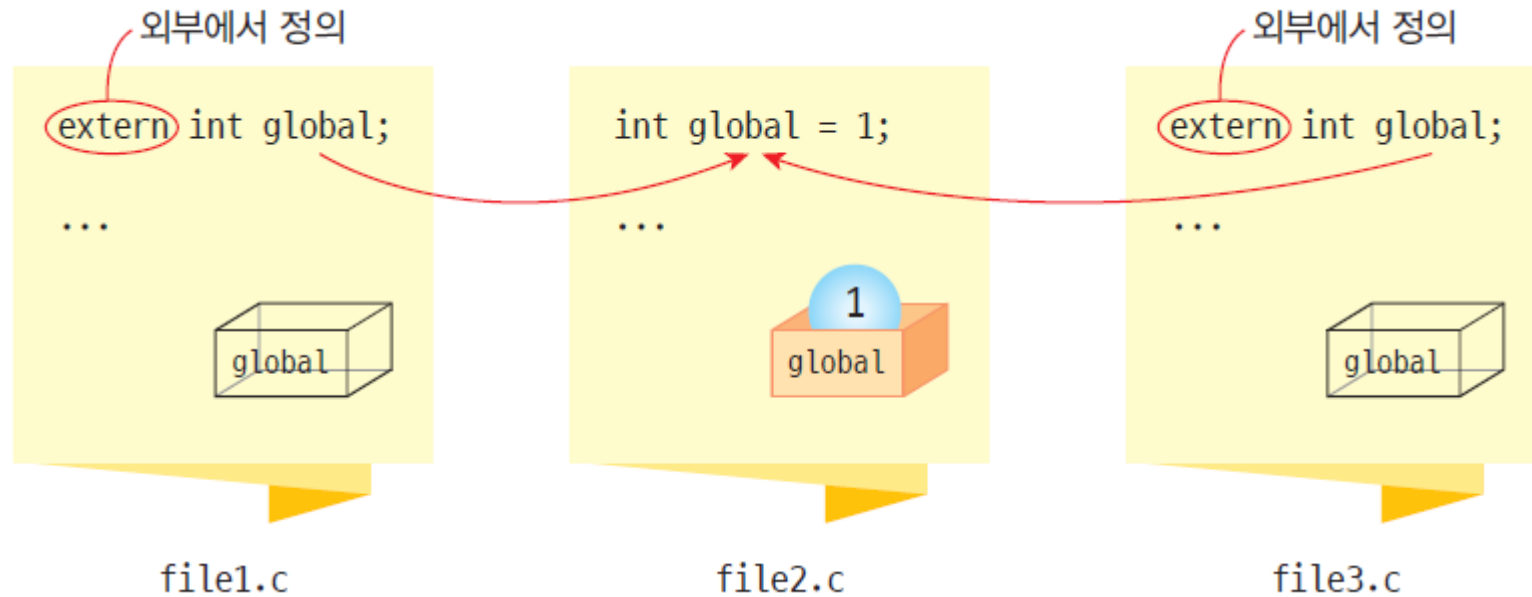 외부에서 정의
extern int global;
...
global
file1.c
int global = 1;
...
1
global
file2.c
외부에서 정의
extern int global;
...
global
file3.c